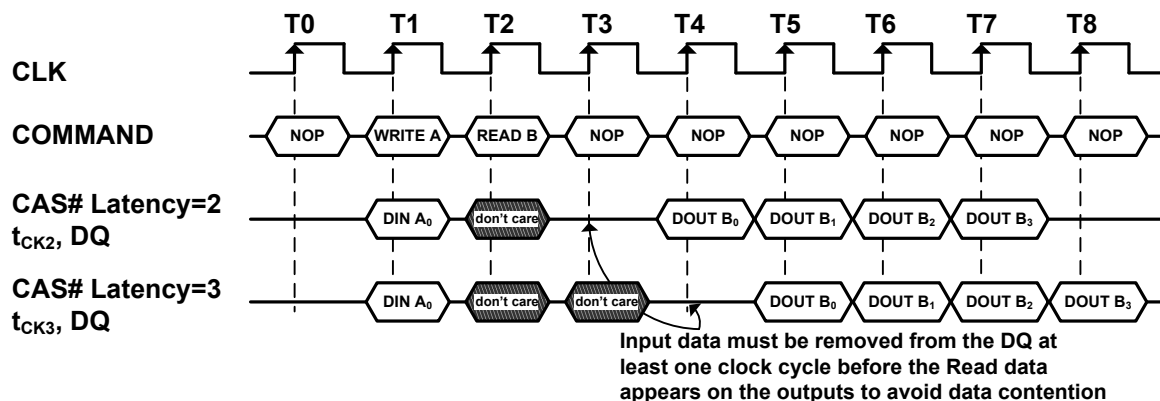 T0 T1 T2 T3 T4 T5 T6 T7 T8
CLK
COMMAND NOP WRITE A READ B NOP NOP NOP NOP NOP NOP
CAS# Latency=2
tCK2, DQ DIN A0 don't care DOUT B0 DOUT B1 DOUT B2 DOUT B3
CAS# Latency=3
tCK3, DQ DIN A0 don't care don't care DOUT B0 DOUT B1 DOUT B2 DOUT B3
Input data must be removed from the DQ at
least one clock cycle before the Read data
appears on the outputs to avoid data contention